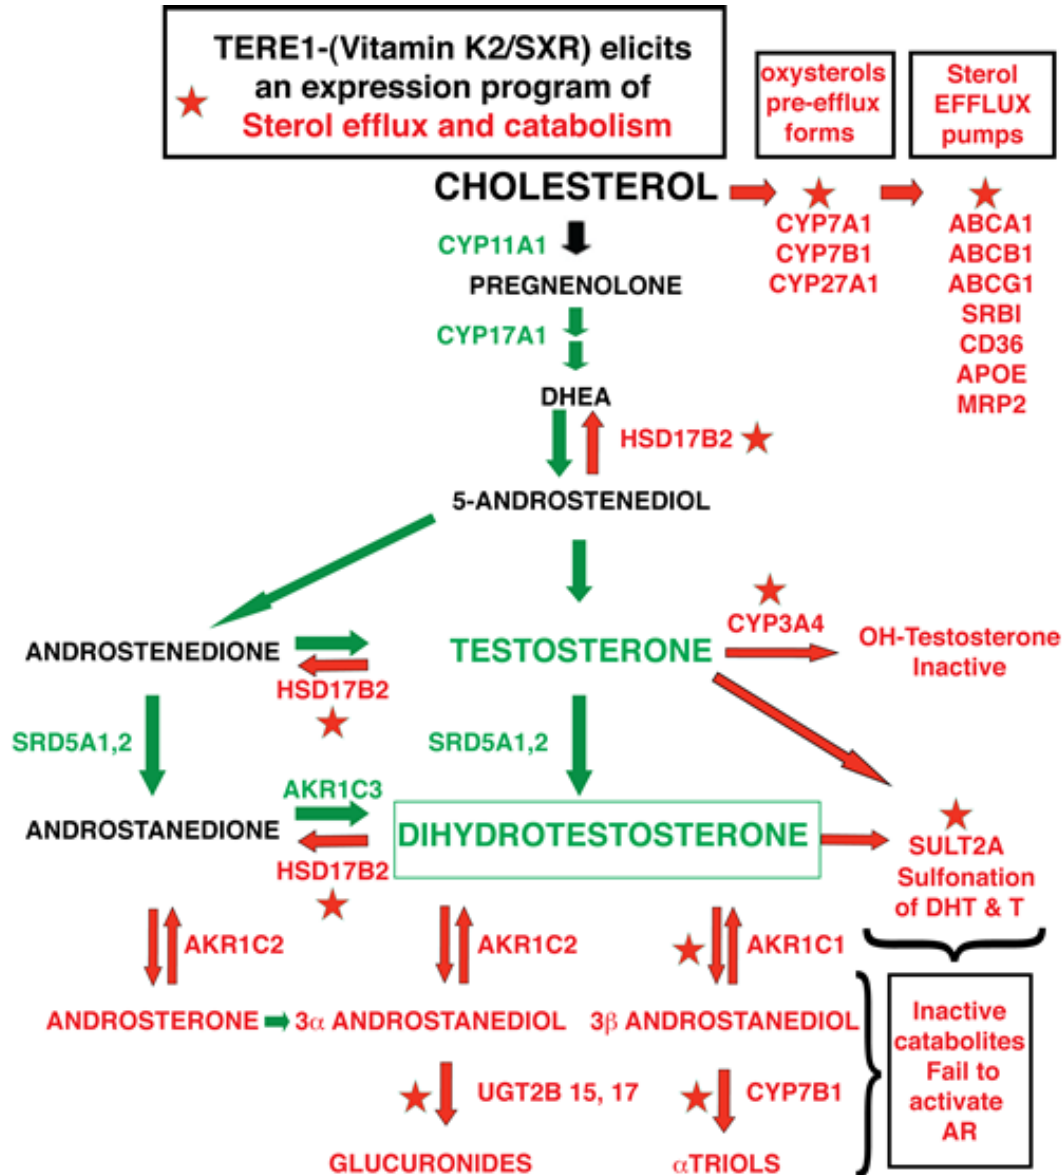 TERE1-(Vitamin K2/SXR) elicits
an expression program of
Sterol efflux and catabolism
oxysterols
pre-efflux
forms
Sterol
EFFLUX
pumps
CHOLESTEROL
CYP7A1
CYP7B1
CYP27A1
ABCA1
ABCB1
ABCG1
SRBI
CD36
APOE
MRP2
CYP11A1
PREGNENOLONE
CYP17A1
DHEA
HSD17B2
5-ANDROSTENEDIOL
ANDROSTENEDIONE
HSD17B2
TESTOSTERONE
CYP3A4
OH-Testosterone
Inactive
SRD5A1,2
SRD5A1,2
ANDROSTANEDIONE
AKR1C3
HSD17B2
DIHYDROTESTOSTERONE
SULT2A
Sulfonation
of DHT & T
AKR1C2
AKR1C2
AKR1C1
ANDROSTERONE
3α ANDROSTANEDIOL
3β ANDROSTANEDIOL
UGT2B 15, 17
CYP7B1
GLUCURONIDES
αTRIOLS
Inactive
catabolites
Fail to
activate
AR